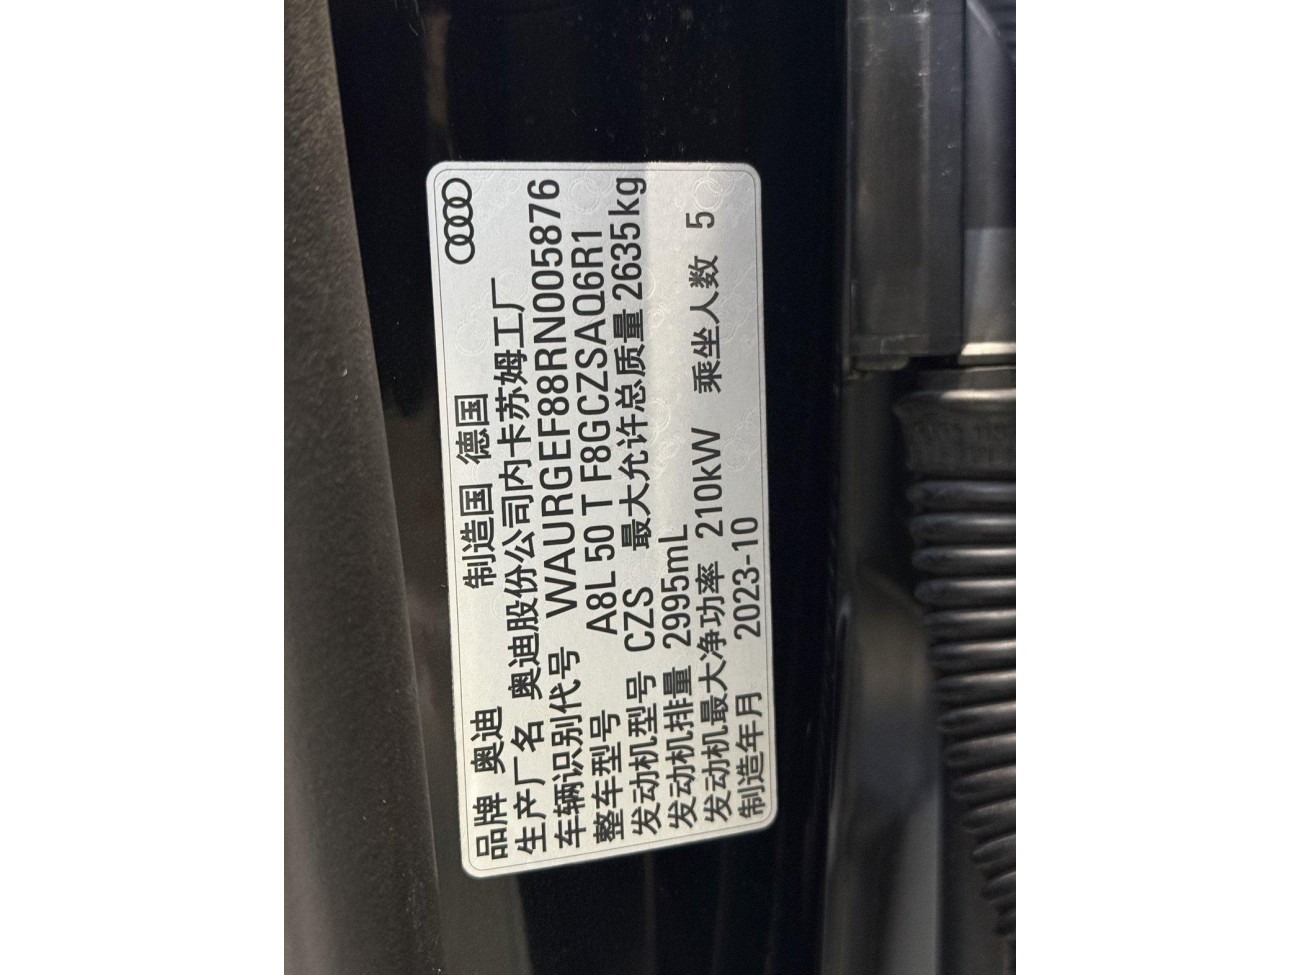 品牌 奥迪 制造国 德国
生产厂名 奥迪股份公司内卡苏姆工厂
车辆识别代号 WAURGEF88RN005876
整车型号 A8L 50 T F8GCZSAQ6R1
发动机型号 CZS 最大允许总质量 2635kg
发动机排量 2995mL
发动机最大净功率 210kW 乘坐人数 5
制造年月 2023-10